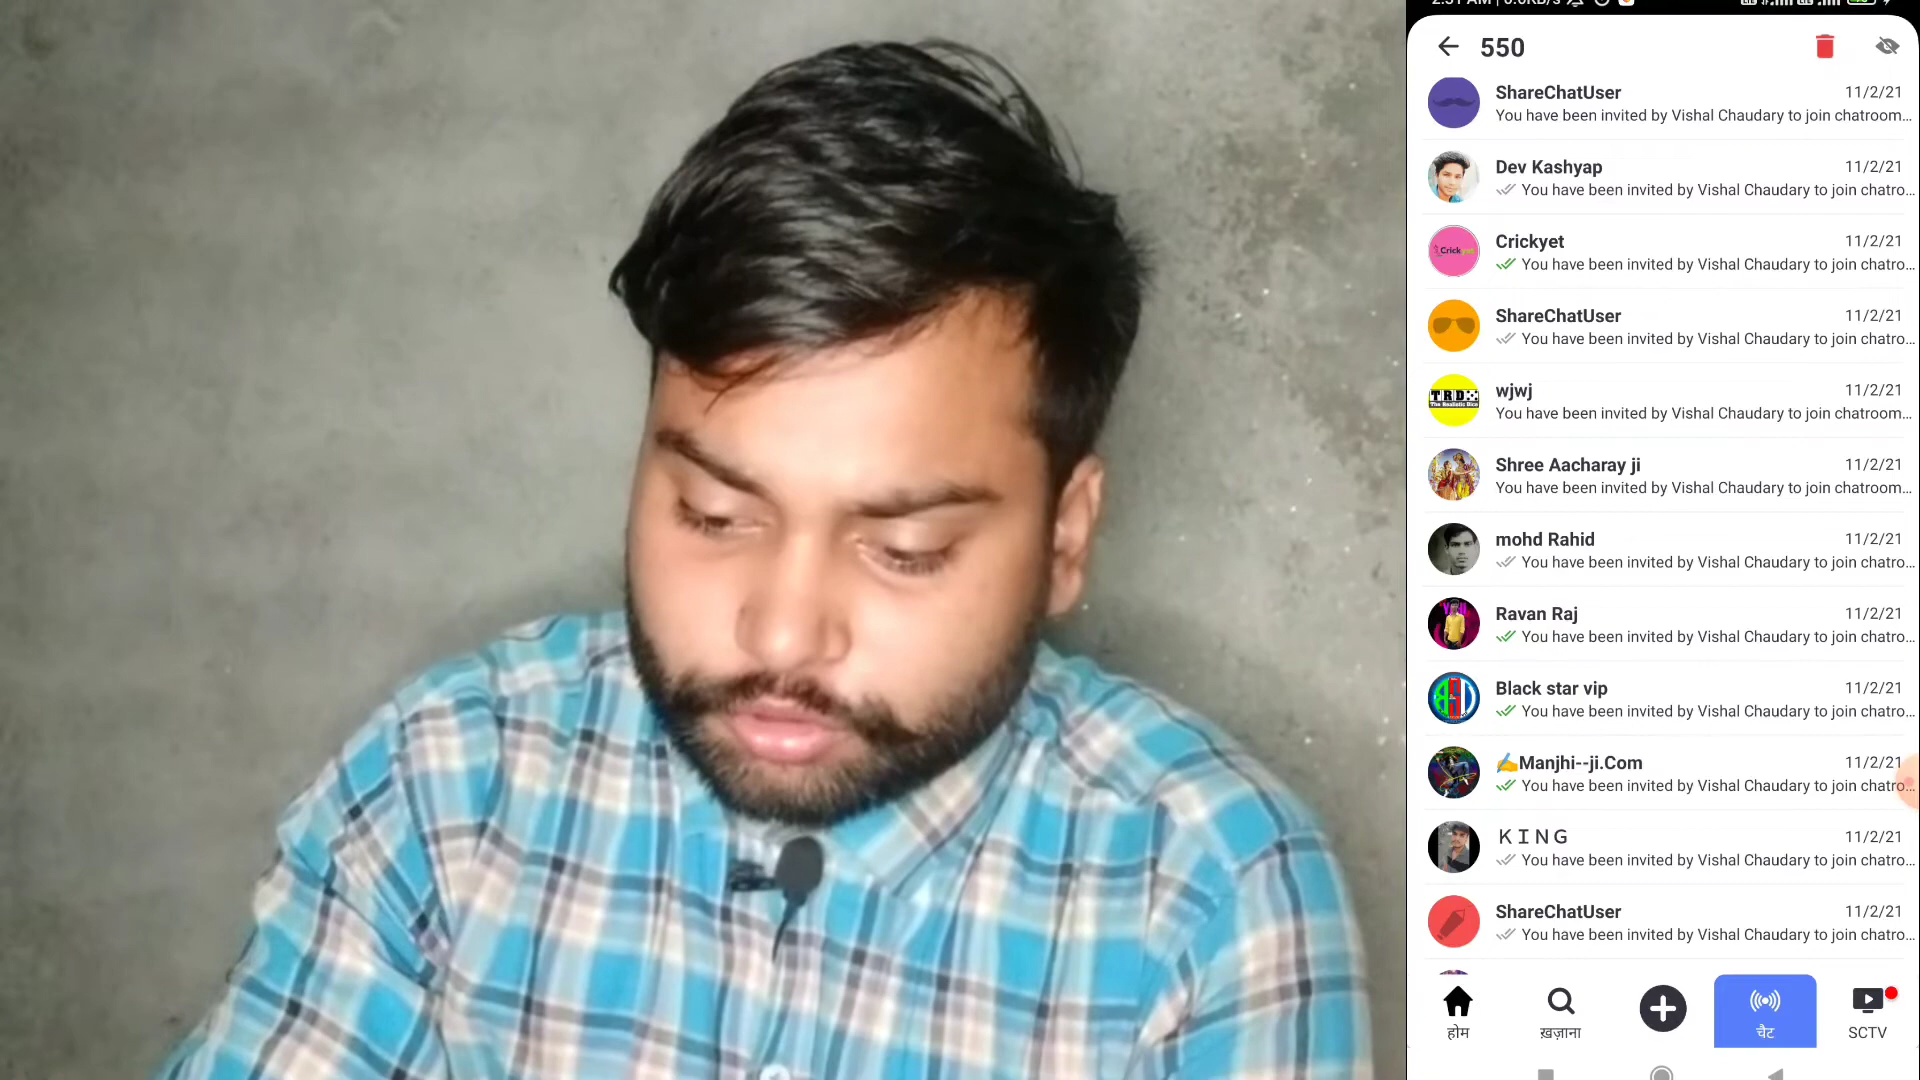 550
ShareChatUser 11/2/21
You have been invited by Vishal Chaudary to join chatroom...
Dev Kashyap 11/2/21
You have been invited by Vishal Chaudary to join chatro...
Crickyet 11/2/21
You have been invited by Vishal Chaudary to join chatro...
ShareChatUser 11/2/21
You have been invited by Vishal Chaudary to join chatro...
wjwj 11/2/21
You have been invited by Vishal Chaudary to join chatroom...
Shree Aacharay ji 11/2/21
You have been invited by Vishal Chaudary to join chatroom...
mohd Rahid 11/2/21
You have been invited by Vishal Chaudary to join chatro...
Ravan Raj 11/2/21
You have been invited by Vishal Chaudary to join chatro...
Black star vip 11/2/21
You have been invited by Vishal Chaudary to join chatro...
✍Manjhi--ji.Com 11/2/21
You have been invited by Vishal Chaudary to join chatro...
KING 11/2/21
You have been invited by Vishal Chaudary to join chatro...
ShareChatUser 11/2/21
You have been invited by Vishal Chaudary to join chatro...
होम ख़ज़ाना चैट SCTV